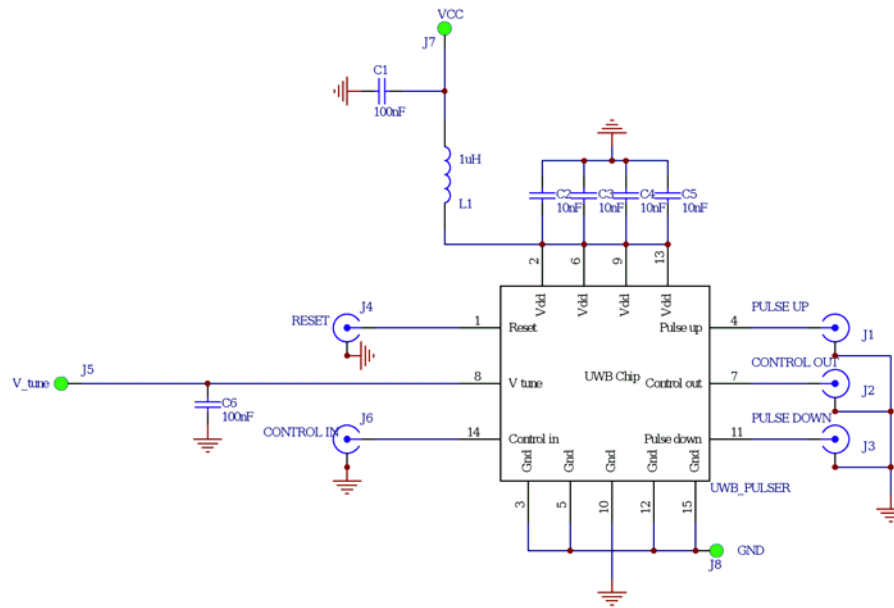 VCC
J7
C1
100nF
1uH
L1
C2
10nF
C3
10nF
C4
10nF
C5
10nF
2
6
9
13
Vdd
Vdd
Vdd
Vdd
J4
RESET
1
Reset
Pulse up
4
PULSE UP
J1
J5
V_tune
8
V tune
UWB Chip
Control out
7
CONTROL OUT
J2
C6
100nF
J6
CONTROL IN
14
Control in
Pulse down
11
PULSE DOWN
J3
Gnd
Gnd
Gnd
Gnd
Gnd
UWB_PULSER
3
5
10
12
15
GND
J8